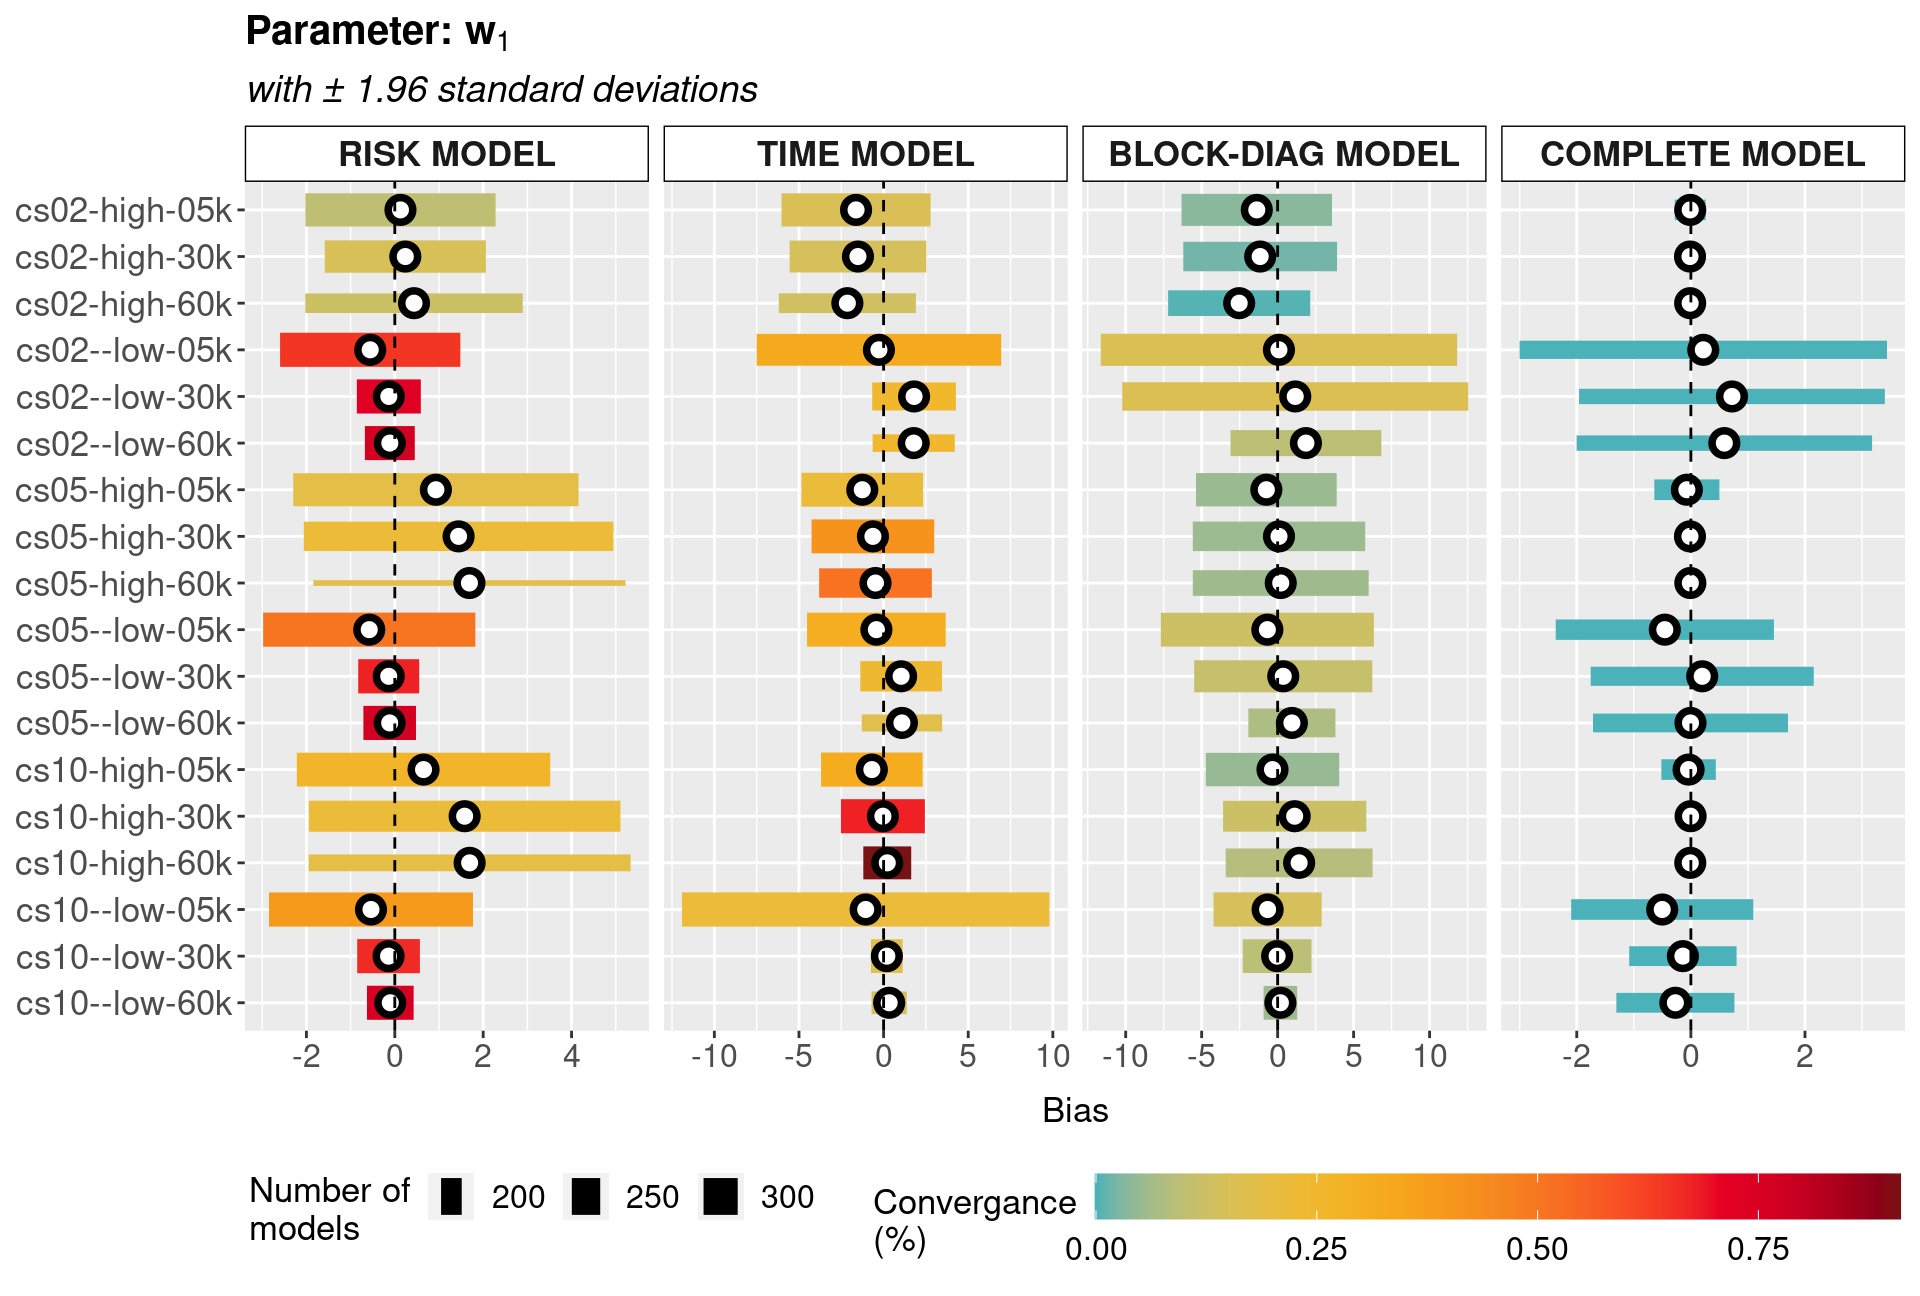 Parameter: w₁
with ± 1.96 standard deviations
RISK MODEL TIME MODEL BLOCK-DIAG MODEL COMPLETE MODEL
cs02-high-05k
cs02-high-30k
cs02-high-60k
cs02--low-05k
cs02--low-30k
cs02--low-60k
cs05-high-05k
cs05-high-30k
cs05-high-60k
cs05--low-05k
cs05--low-30k
cs05--low-60k
cs10-high-05k
cs10-high-30k
cs10-high-60k
cs10--low-05k
cs10--low-30k
cs10--low-60k
-2 0 2 4 -10 -5 0 5 10 -10 -5 0 5 10 -2 0 2
Bias
Number of
models
200 250 300
Convergance
(%)
0.00 0.25 0.50 0.75